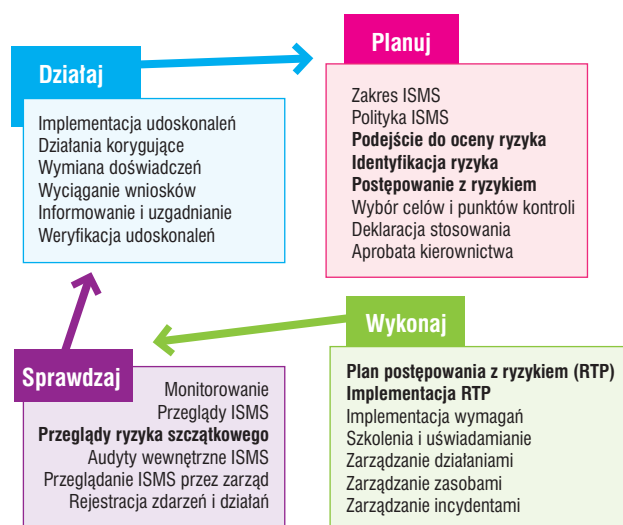 Działaj
Implementacja udoskonaleń
Działania korygujące
Wymiana doświadczeń
Wyciąganie wniosków
Informowanie i uzgadnianie
Weryfikacja udoskonaleń
Planuj
Zakres ISMS
Polityka ISMS
Podejście do oceny ryzyka
Identyfikacja ryzyka
Postępowanie z ryzykiem
Wybór celów i punktów kontroli
Deklaracja stosowania
Aprobata kierownictwa
Sprawdzaj
Monitorowanie
Przeglądy ISMS
Przeglądy ryzyka szczątkowego
Audyty wewnętrzne ISMS
Przeglądanie ISMS przez zarząd
Rejestracja zdarzeń i działań
Wykonaj
Plan postępowania z ryzykiem (RTP)
Implementacja RTP
Implementacja wymagań
Szkolenia i uświadamianie
Zarządzanie działaniami
Zarządzanie zasobami
Zarządzanie incydentami